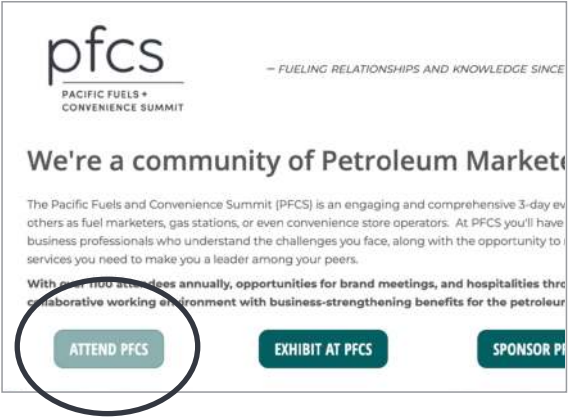 pfcs
PACIFIC FUELS +
CONVENIENCE SUMMIT
— FUELING RELATIONSHIPS AND KNOWLEDGE SINCE
We're a community of Petroleum Markete
The Pacific Fuels and Convenience Summit (PFCS) is an engaging and comprehensive 3-day ev
others as fuel marketers, gas stations, or even convenience store operators. At PFCS you'll have
business professionals who understand the challenges you face, along with the opportunity to
services you need to make you a leader among your peers.
With over 1100 attendees annually, opportunities for brand meetings, and hospitalities thro
collaborative working environment with business-strengthening benefits for the petroleur
ATTEND PFCS EXHIBIT AT PFCS SPONSOR PF